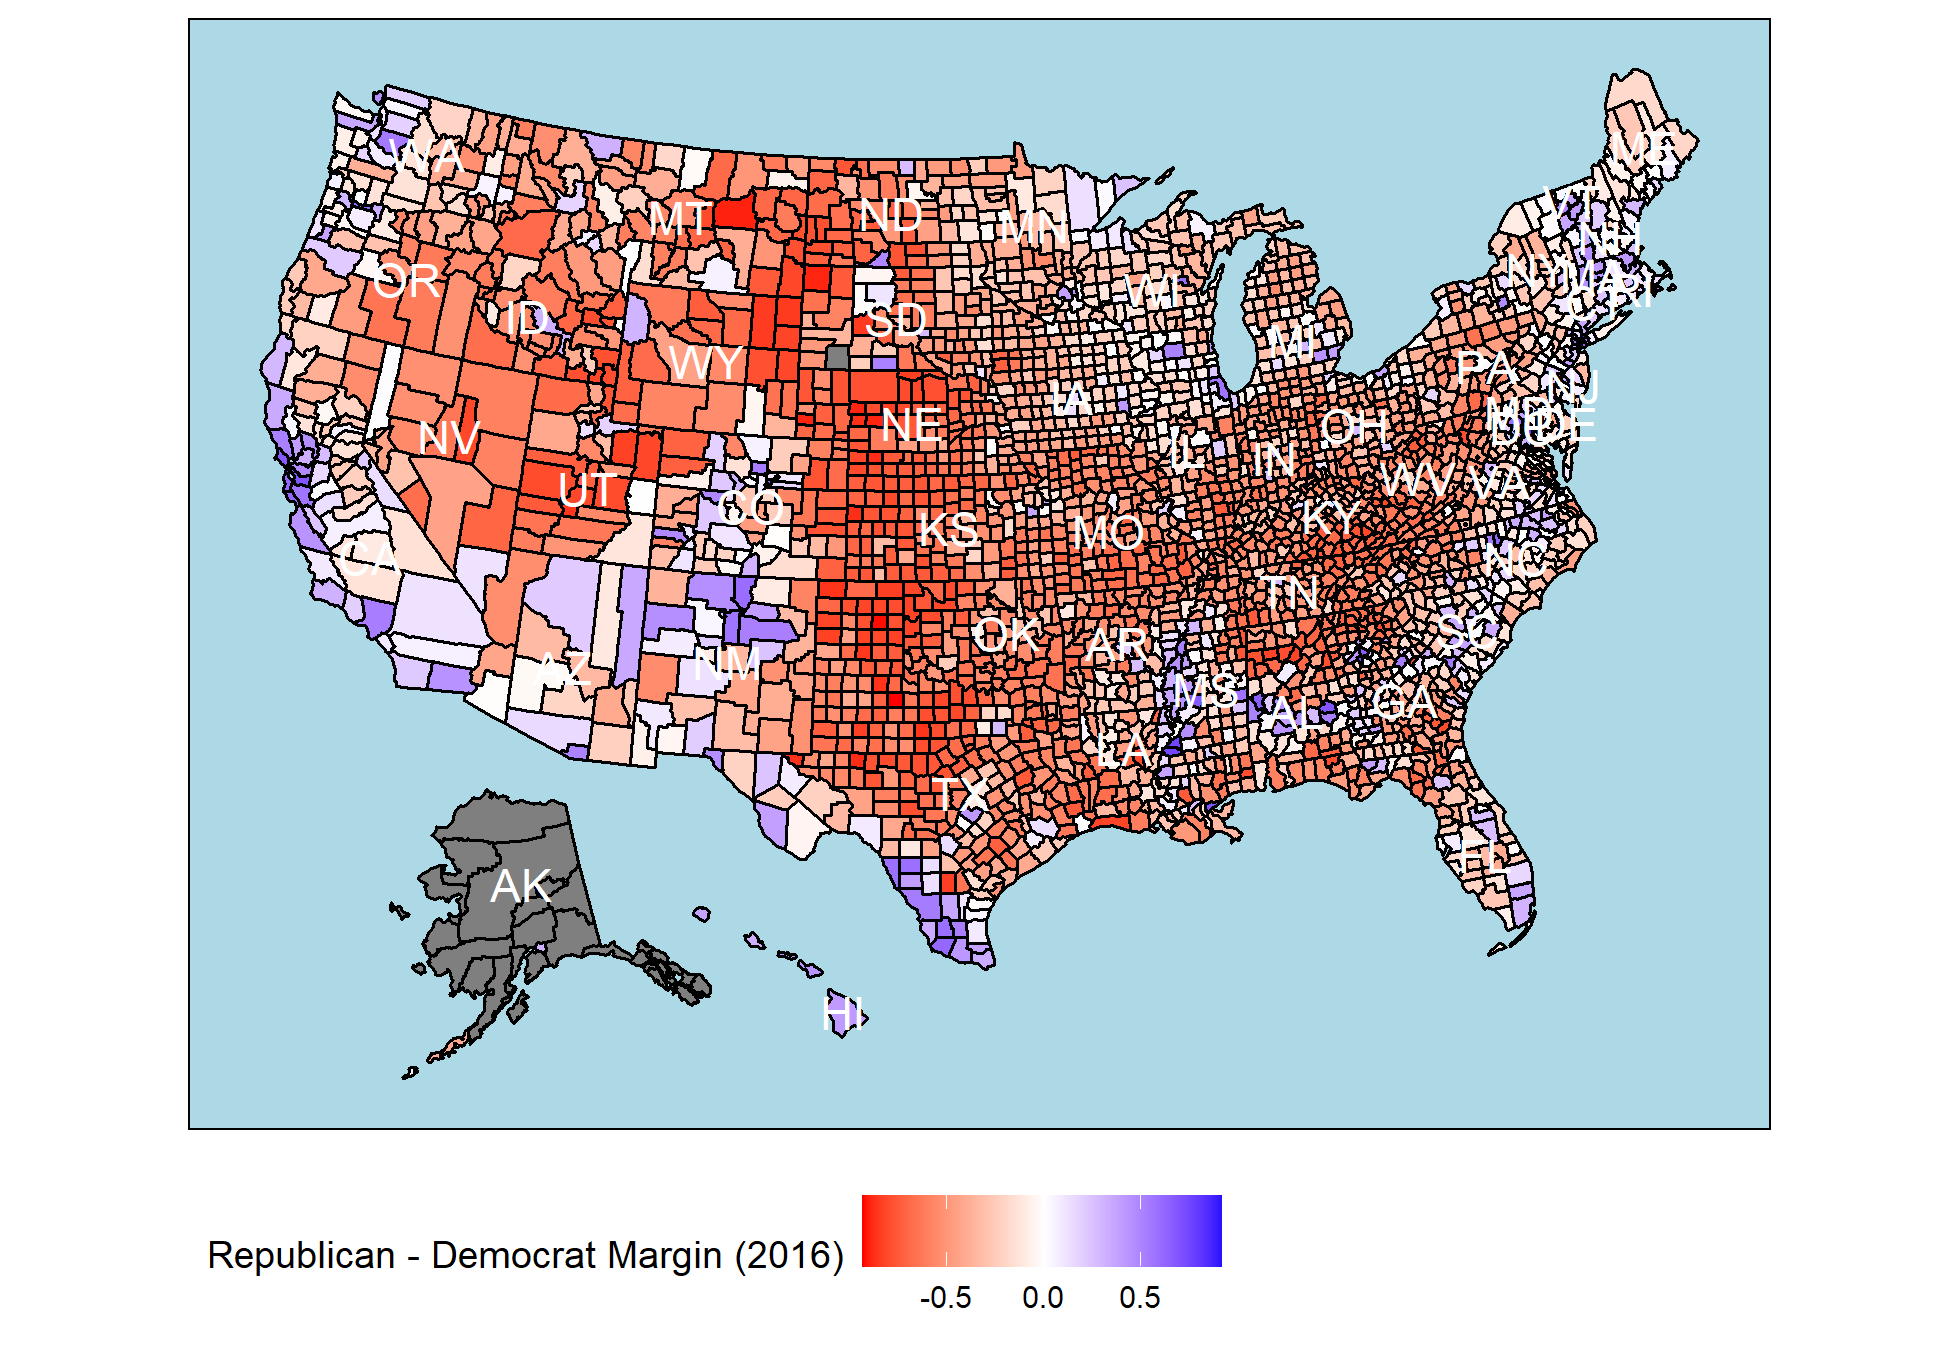 WA
MT
ND
MN
ME
VT
NH
OR
ID
SD
WI
NY
MA
CT
RI
WY
MI
PA
NJ
NV
NE
IA
OH
MD
DC
DE
UT
CO
IL
IN
WV
VA
CA
KS
MO
KY
NC
TN
AZ
NM
OK
AR
SC
MS
AL
GA
LA
TX
FL
AK
HI
Republican - Democrat Margin (2016)
-0.5 0.0 0.5